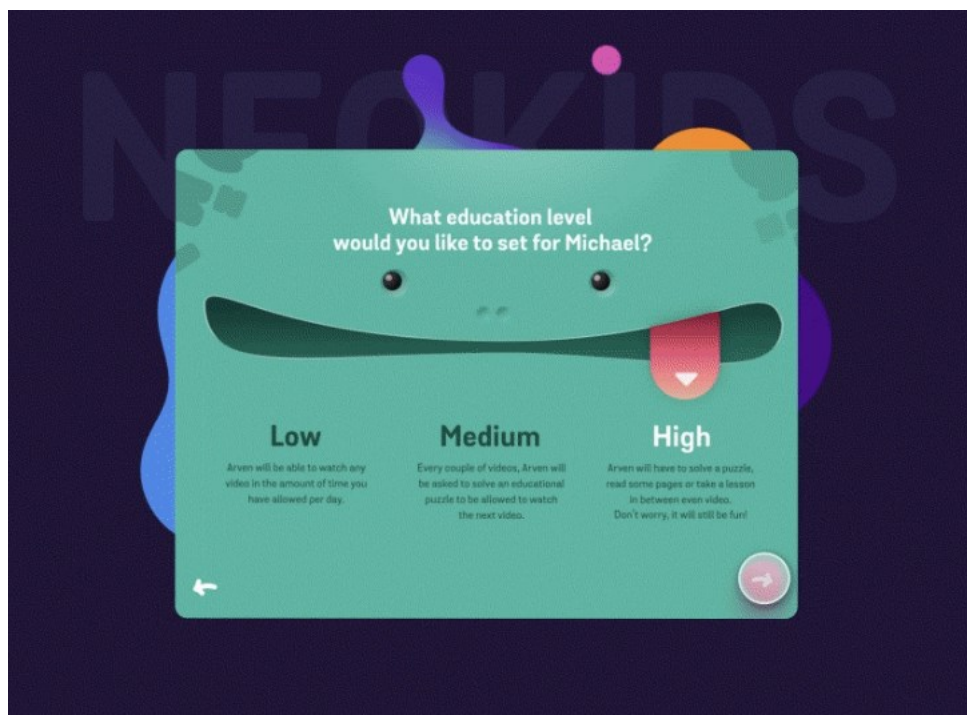 NEOKIDS
What education level
would you like to set for Michael?
Low
Arven will be able to watch any
video in the amount of time you
have allowed per day.
Medium
Every couple of videos, Arven will
be asked to solve an educational
puzzle to be allowed to watch
the next video.
High
Arven will have to solve a puzzle,
read some pages or take a lesson
in between even video.
Don't worry, it will still be fun!